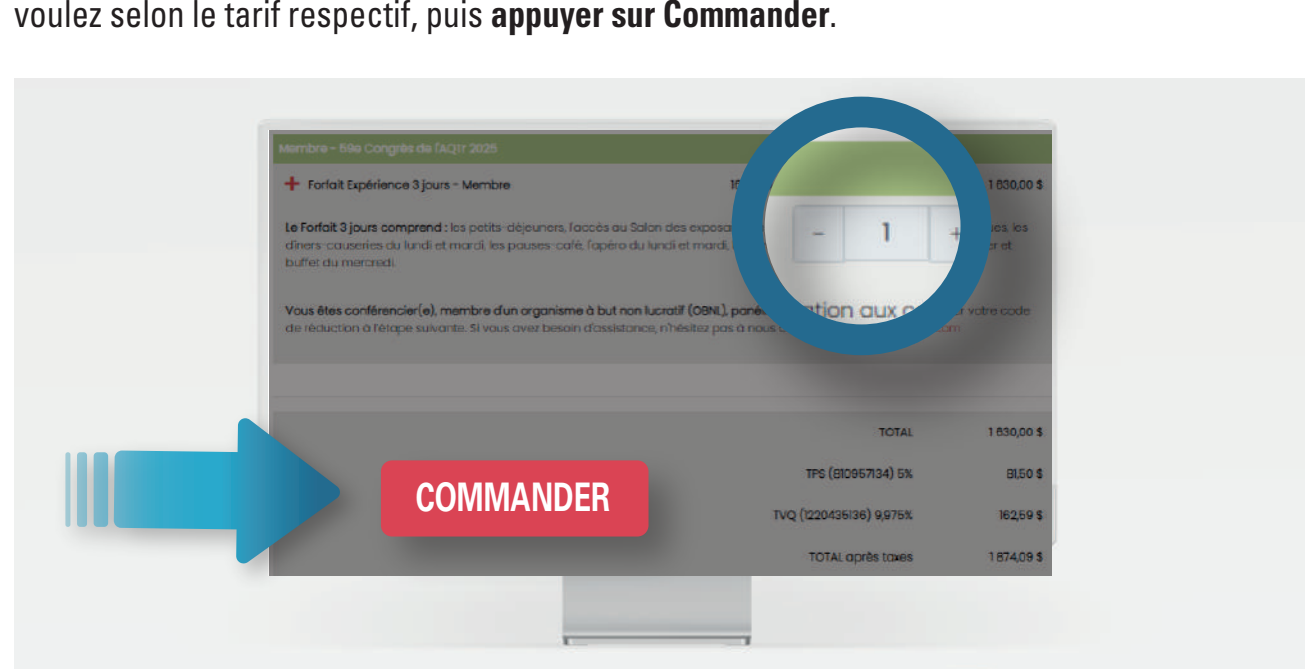 voulez selon le tarif respectif, puis appuyer sur Commander.
Membre - 59e Congrès de l'AQTr 2025
+ Forfait Expérience 3 jours - Membre 1 630,00 $
- 1 +
Le Forfait 3 jours comprend : les petits-déjeuners, l'accès au Salon des les
dîners-causeries du lundi et mardi, les pauses-café, l'apéro du lundi et mardi, et
buffet du mercredi.
Vous êtes conférencier(e), membre d'un organisme à but non lucratif (OBNL), aux votre code
de réduction à l'étape suivante. Si vous avez besoin d'assistance, n'hésitez pas à nous
TOTAL 1 630,00 $
TPS (810957134) 5% 81,50 $
COMMANDER
TVQ (1220435136) 9,975% 162,59 $
TOTAL après taxes 1 874,09 $